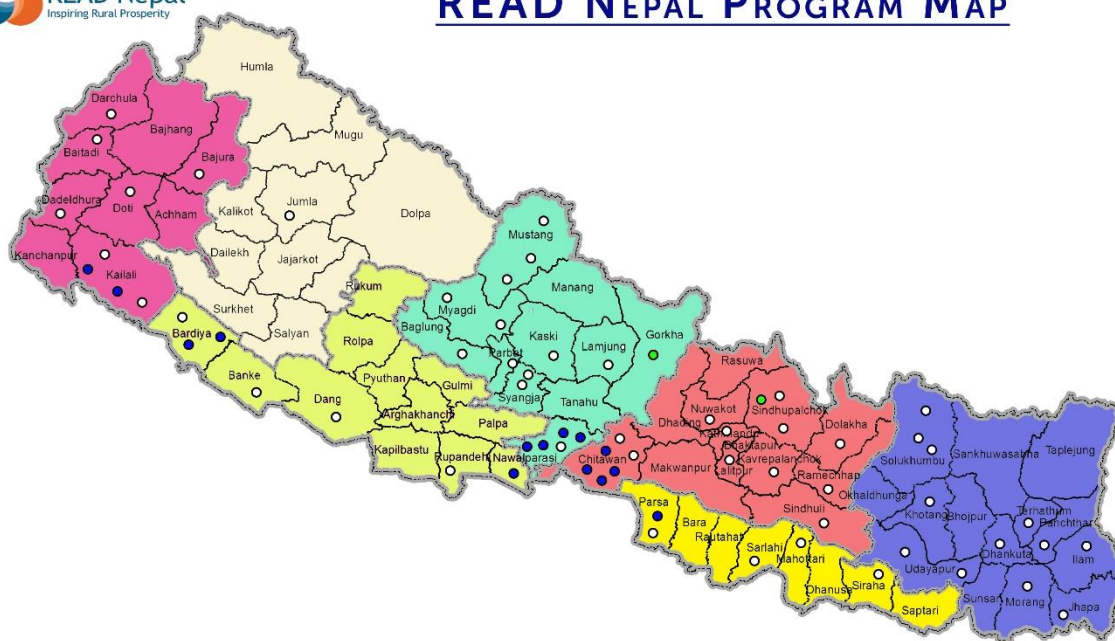 READ Nepal
Inspiring Rural Prosperity
READ NEPAL PROGRAM MAP
Humla
Darchula
Bajhang
Mugu
Baitadi
Bajura
Dadeldhura
Doti
Achham
Kalikot
Jumla
Dolpa
Mustang
Kanchanpur
Kailali
Dailekh
Jajarkot
Rukum
Manang
Surkhet
Salyan
Myagdi
Baglung
Gorkha
Bardiya
Rolpa
Parbat
Kaski
Lamjung
Rasuwa
Banke
Dang
Pyuthan
Gulmi
Syangja
Tanahu
Nuwakot
Sindhupalchok
Arghakhanchi
Palpa
Dhading
Dolakha
Kathmandu
Bhaktapur
Kapilbastu
Rupandehi
Nawalparasi
Chitawan
Makwanpur
Lalitpur
Kavrepalanchok
Ramechhap
Solukhumbu
Sankhuwasabha
Taplejung
Okhaldhunga
Sindhuli
Khotang
Bhojpur
Terhathum
Panchthar
Parsa
Bara
Rautahat
Sarlahi
Mahottari
Dhanusa
Siraha
Saptari
Udayapur
Dhankuta
Ilam
Sunsari
Morang
Jhapa